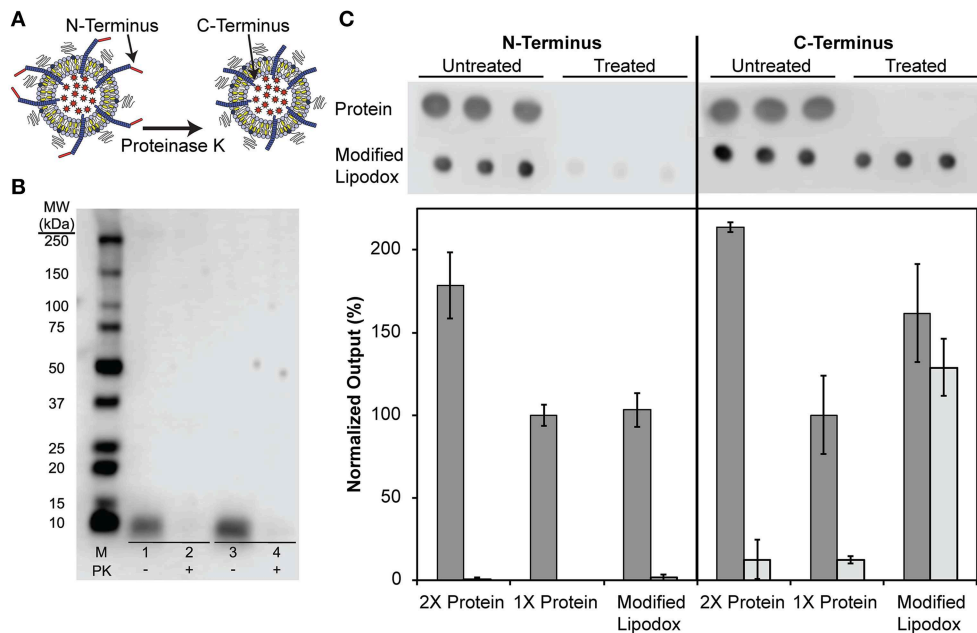 A
N-Terminus
C-Terminus
Proteinase K
B
MW
(kDa)
250
150
100
75
50
37
25
20
15
10
M 1 2 3 4
PK - + - +
C
N-Terminus C-Terminus
Untreated Treated Untreated Treated
Protein
Modified
Lipodox
Normalized Output (%)
200
150
100
50
0
2X Protein 1X Protein Modified
Lipodox
2X Protein 1X Protein Modified
Lipodox